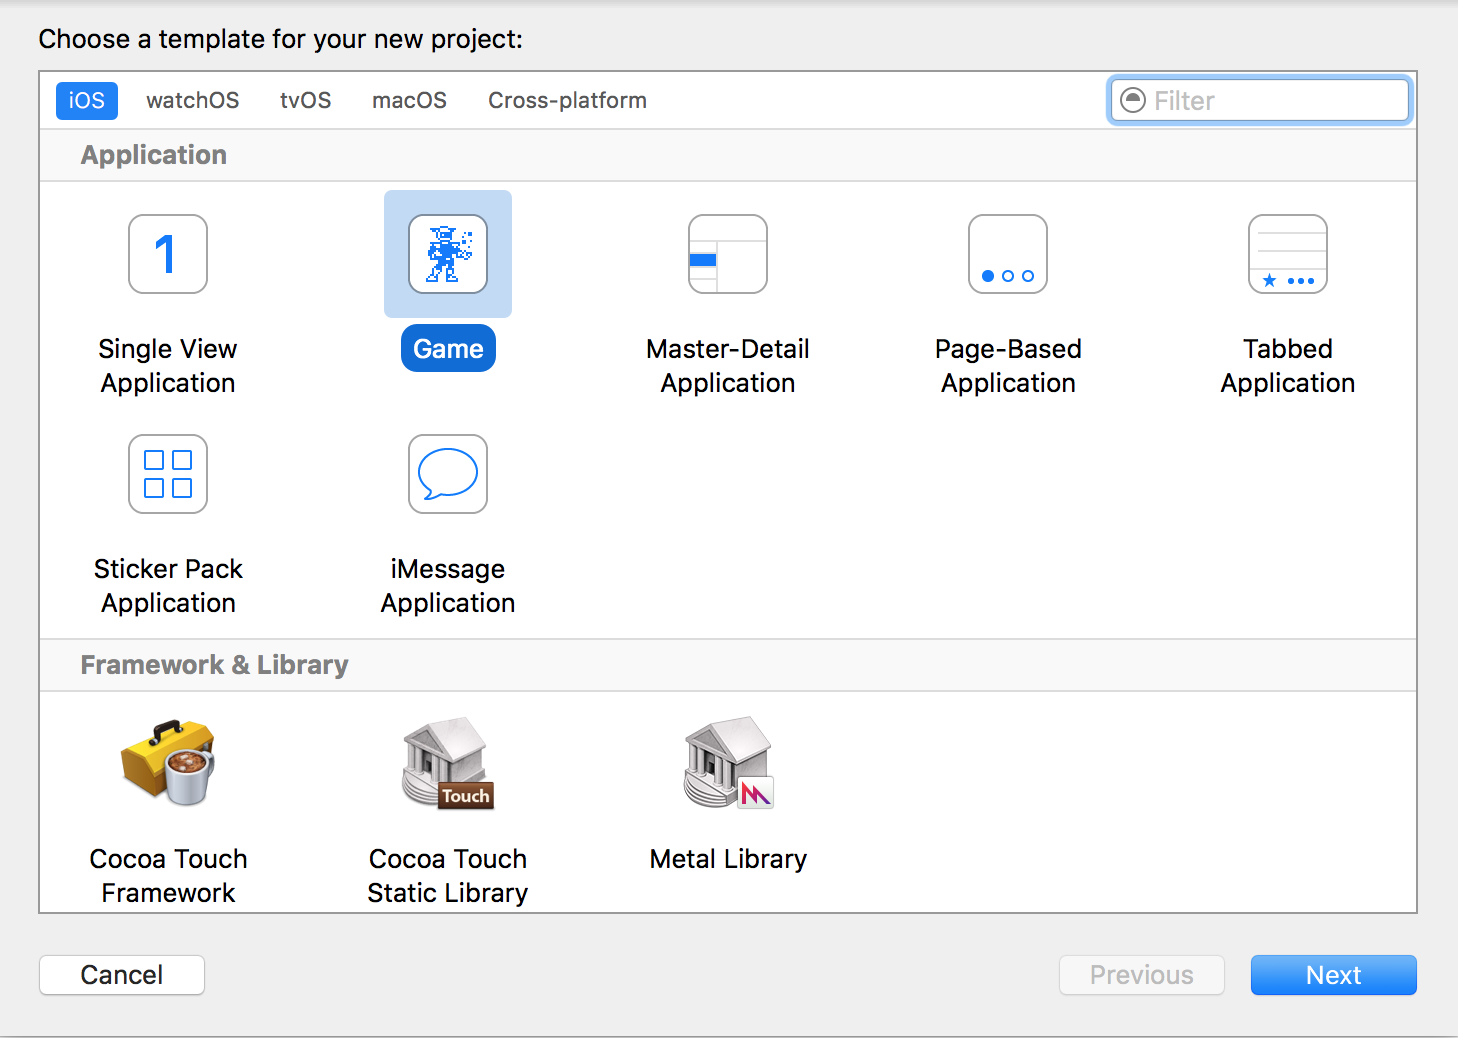 Choose a template for your new project:
iOS watchOS tvOS macOS Cross-platform Filter
Application
1
Single View Application
Game
Master-Detail Application
Page-Based Application
Tabbed Application
Sticker Pack Application
iMessage Application
Framework & Library
Touch
Cocoa Touch Framework
Cocoa Touch Static Library
Metal Library
Cancel Previous Next